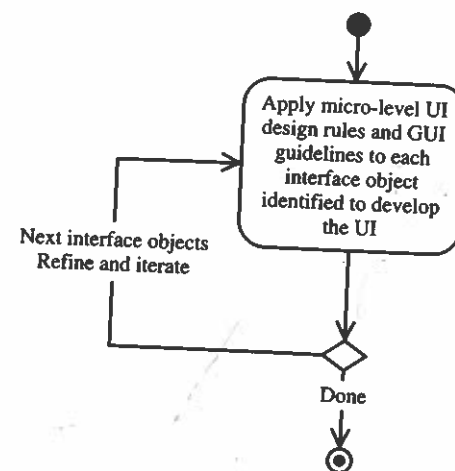 Apply micro-level UI
design rules and GUI
guidelines to each
interface object
identified to develop
the UI
Next interface objects
Refine and iterate
Done